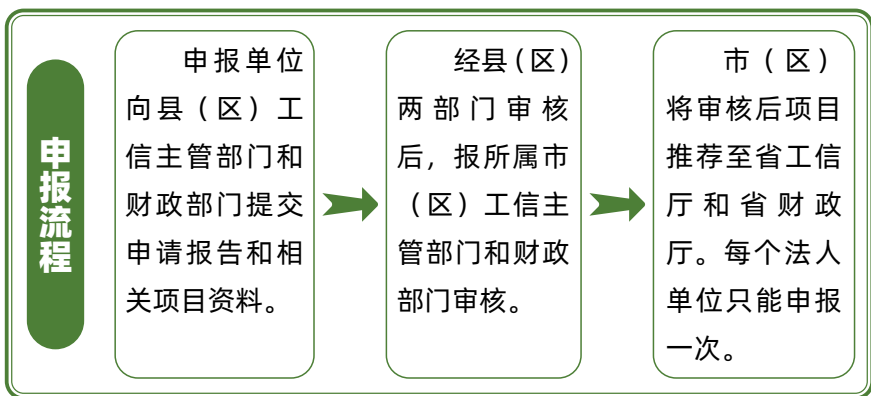 申报流程
申报单位
向县（区）工
信主管部门和
财政部门提交
申请报告和相
关项目资料。
经县（区）
两部门审核
后，报所属市
（区）工信主
管部门和财政
部门审核。
市（区）
将审核后项目
推荐至省工信
厅和省财政
厅。每个法人
单位只能申报
一次。